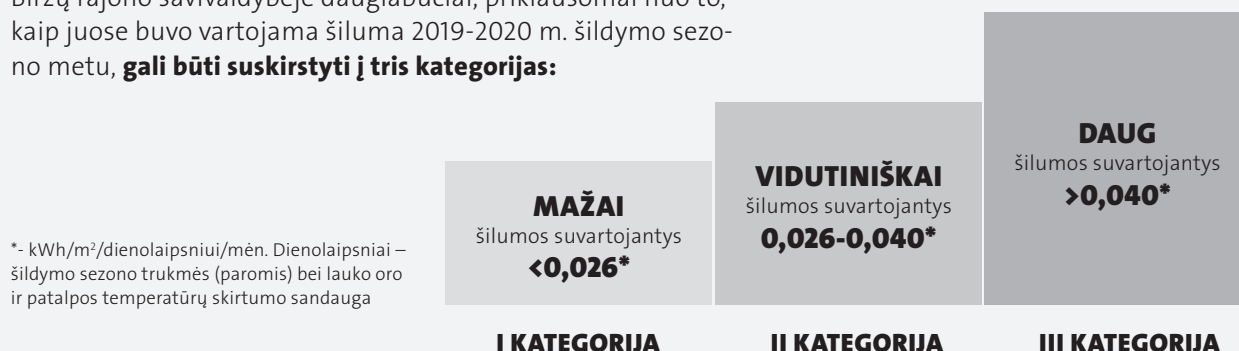 Biržų rajono savivaldybėje daugiabučiai, priklausomai nuo to,
kaip juose buvo vartojama šiluma 2019-2020 m. šildymo sezo-
no metu, gali būti suskirstyti į tris kategorijas:
DAUG
šilumos suvartojantys
>0,040*
VIDUTINIŠKAI
šilumos suvartojantys
0,026-0,040*
MAŽAI
šilumos suvartojantys
<0,026*
*- kWh/m²/dienolaipsniui/mėn. Dienolaipsniai –
šildymo sezono trukmės (paromis) bei lauko oro
ir patalpos temperatūrų skirtumo sandauga
I KATEGORIJA
II KATEGORIJA
III KATEGORIJA